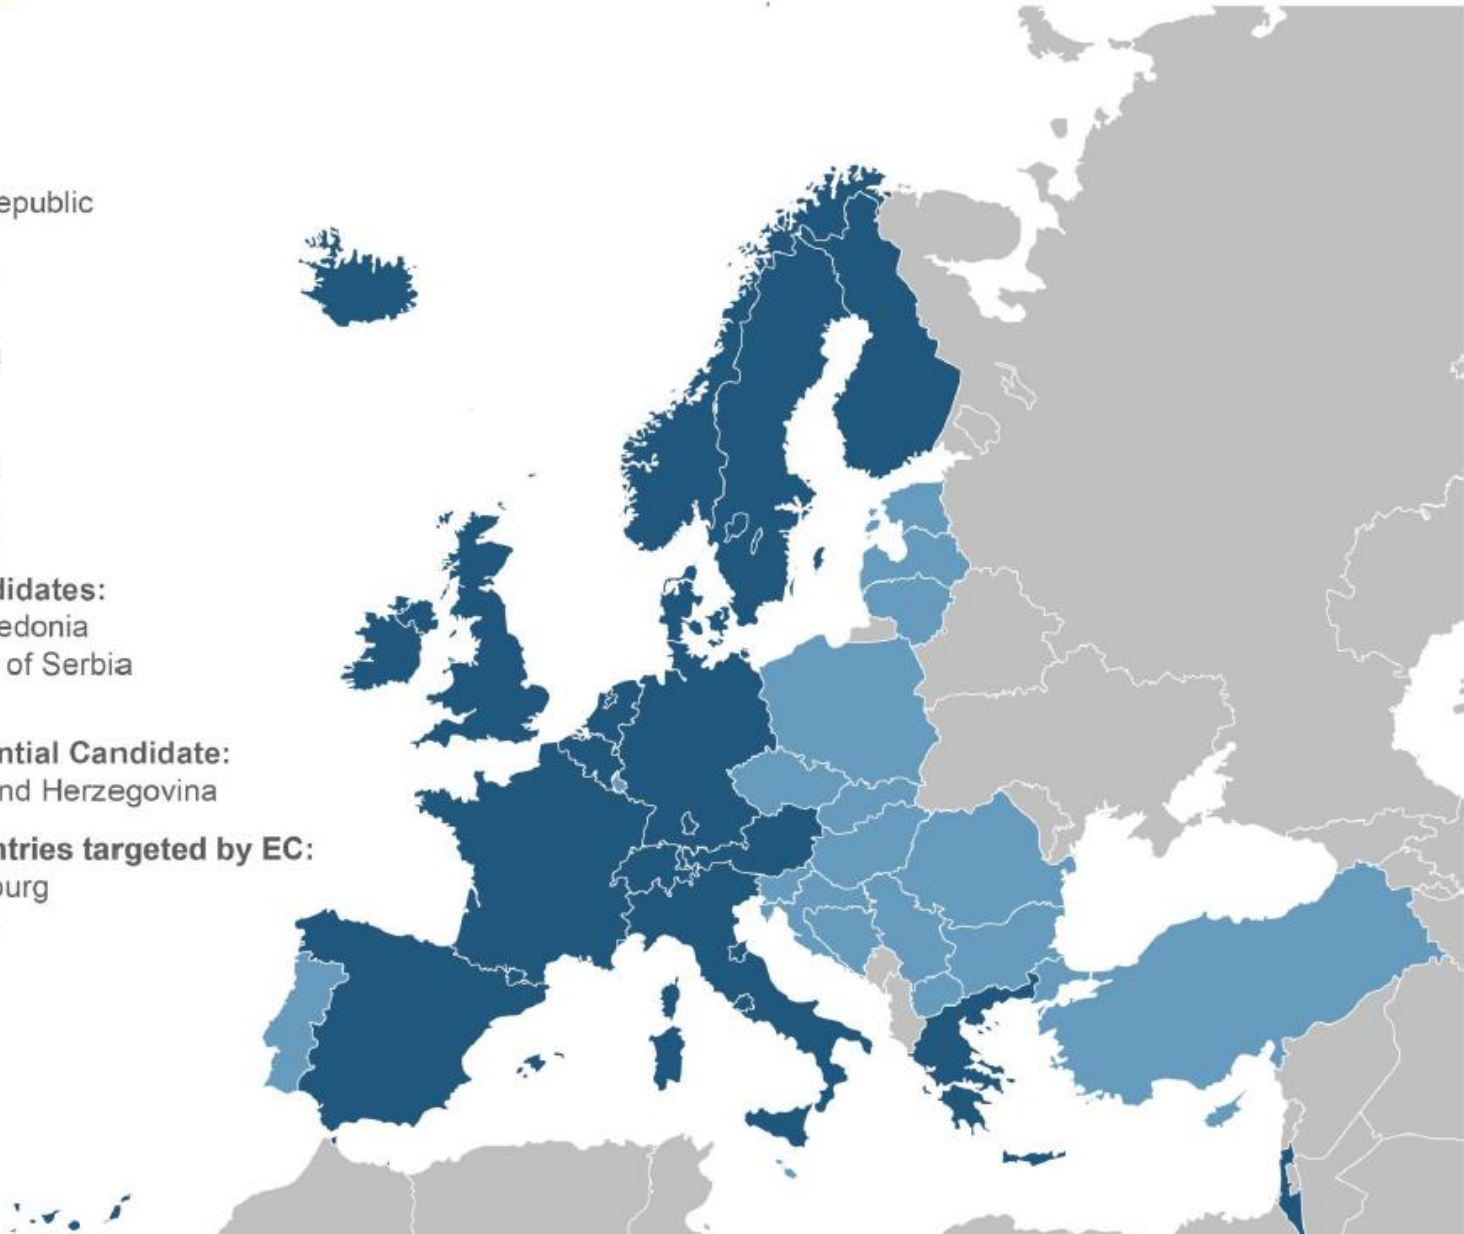 epublic
didates:
edonia
of Serbia
ntial Candidate:
nd Herzegovina
ntries targeted by EC:
ourg